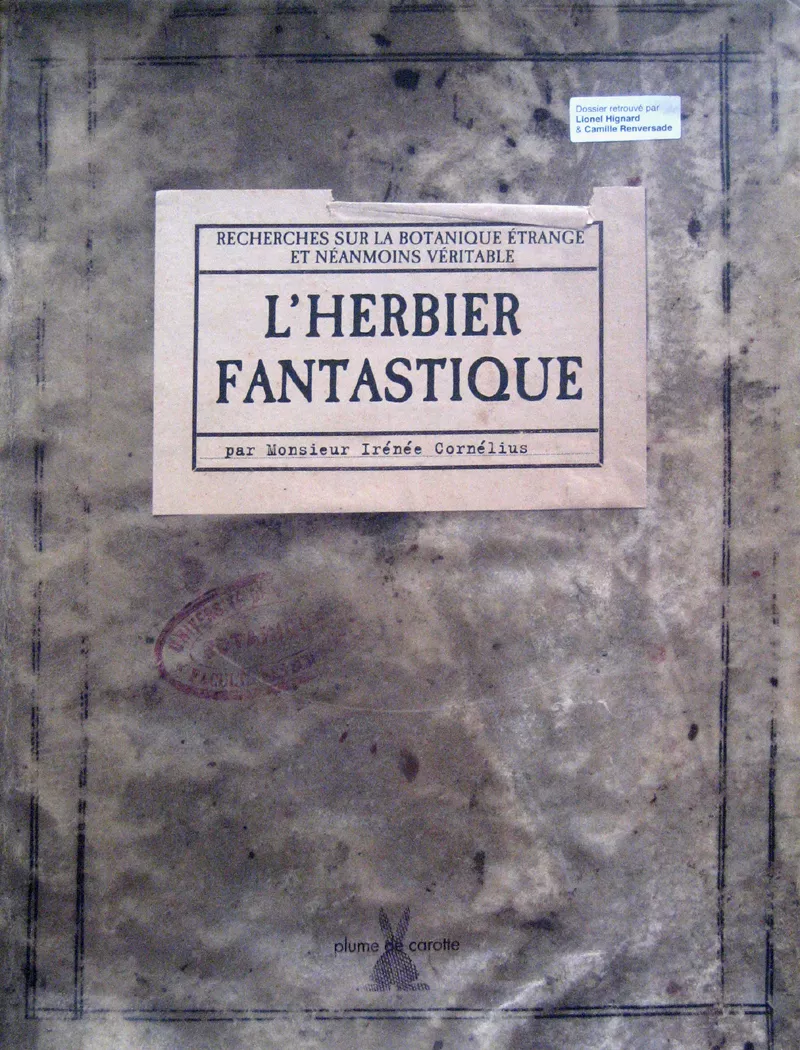 Dossier retrouvé par
Lionel Hignard
& Camille Renversade
RECHERCHES SUR LA BOTANIQUE ÉTRANGE
ET NÉANMOINS VÉRITABLE
L'HERBIER
FANTASTIQUE
par Monsieur Irénée Cornélius
plume de carotte